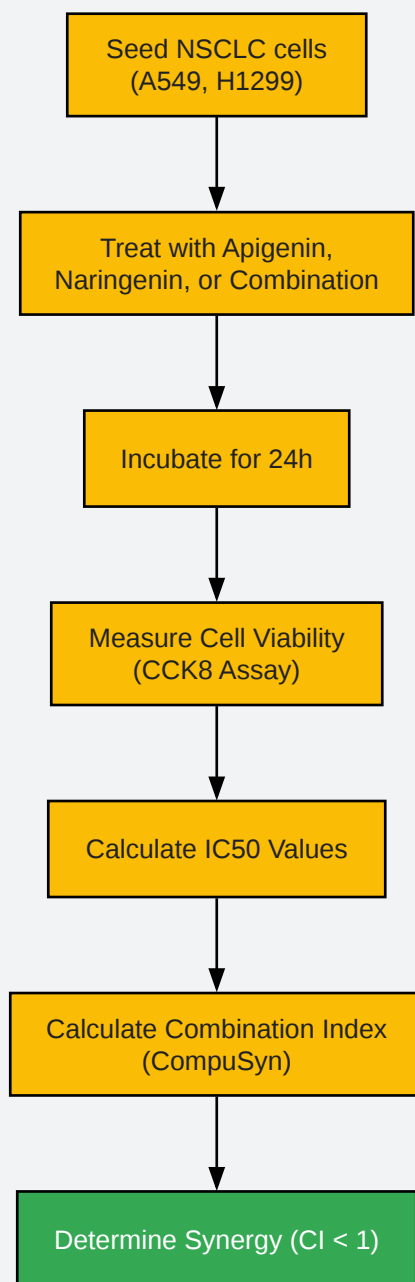 Seed NSCLC cells
(A549, H1299)
Treat with Apigenin,
Naringenin, or Combination
Incubate for 24h
Measure Cell Viability
(CCK8 Assay)
Calculate IC50 Values
Calculate Combination Index
(CompuSyn)
Determine Synergy (CI < 1)